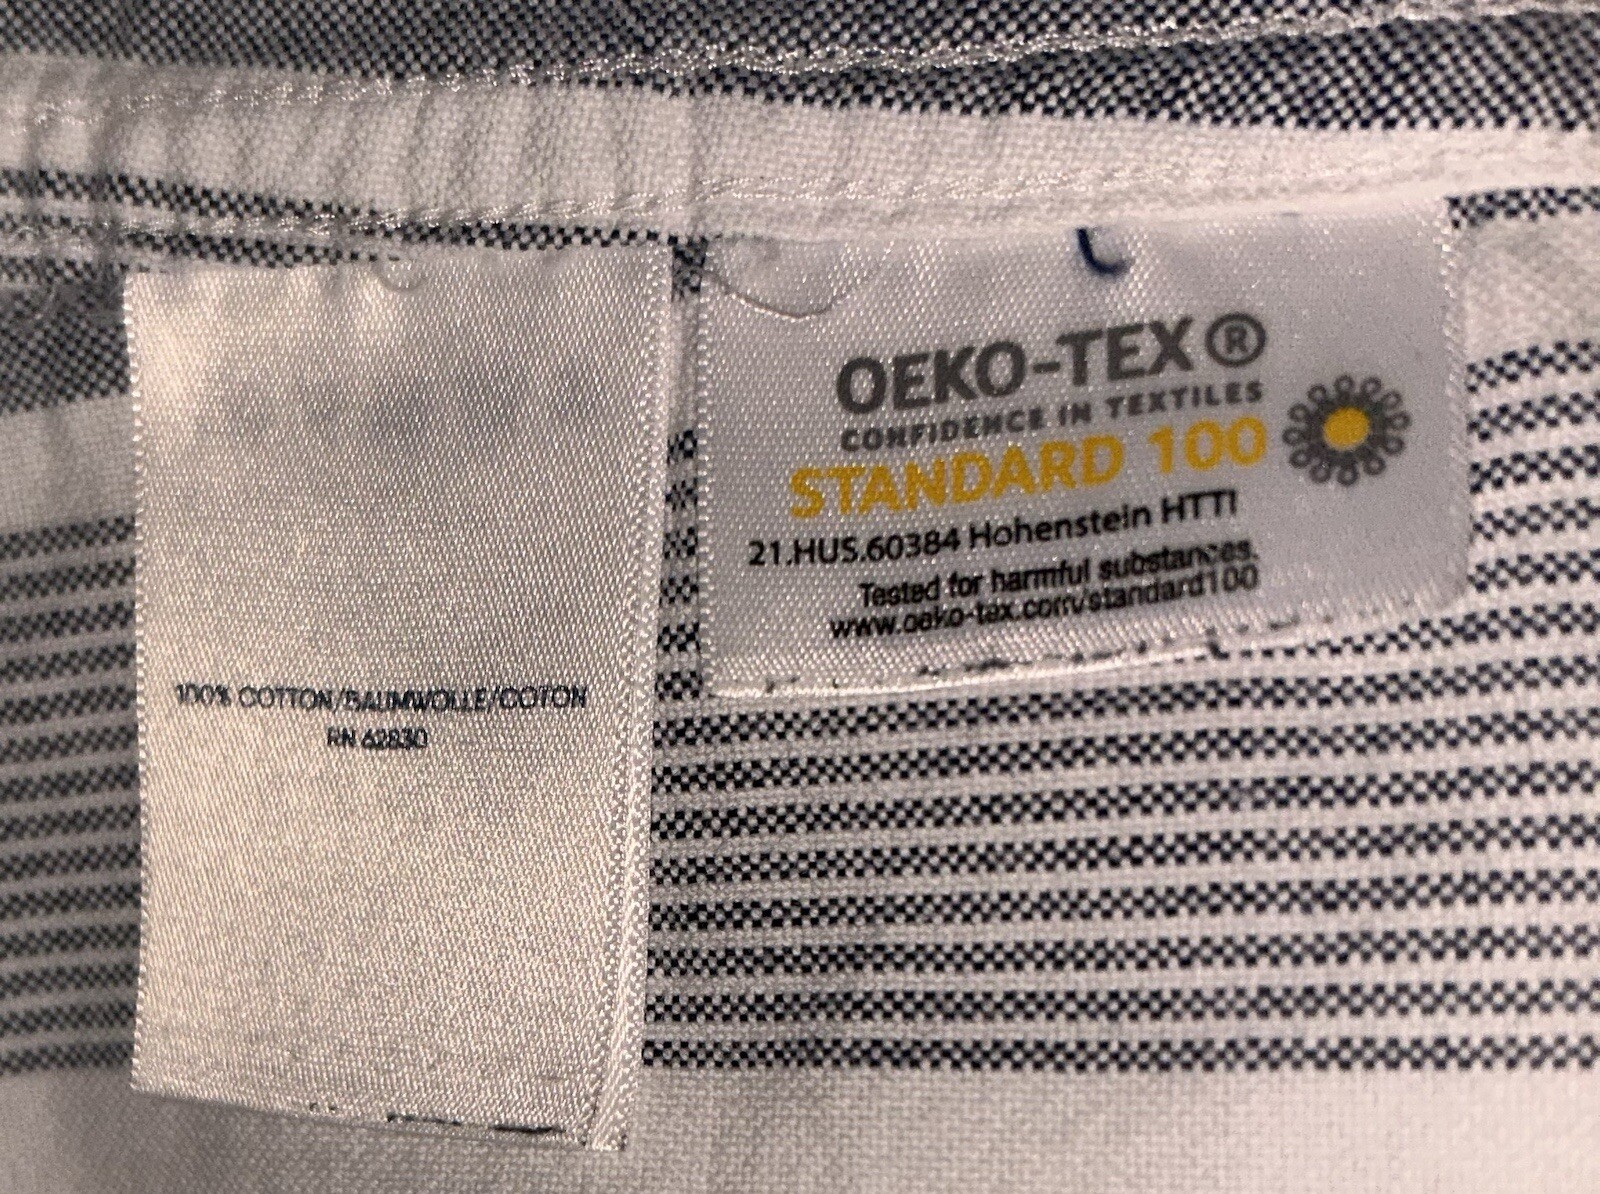 100% COTTON/BAUMWOLLE/COTON
RN 62830
OEKO-TEX®
CONFIDENCE IN TEXTILES
STANDARD 100
21.HUS.60384 Hohenstein HTTI
Tested for harmful substances.
www.oeko-tex.com/standard100